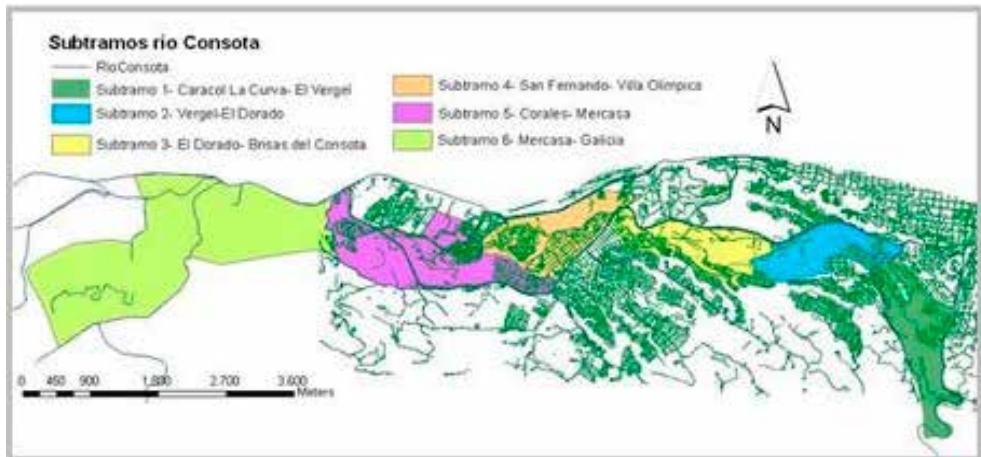 Subtramos rio Consota
RioConsota
Subtramo 1- Caracol La Curva- El Vergel
Subtramo 2- Vergel-El Dorado
Subtramo 3- El Dorado- Brisas del Consota
Subtramo 4- San Fernando- Villa Olimpica
Subtramo 5- Corales- Mercasa
Subtramo 6- Mercasa- Galicia
N
0 450 900 1.800 2.700 3.600
Meters